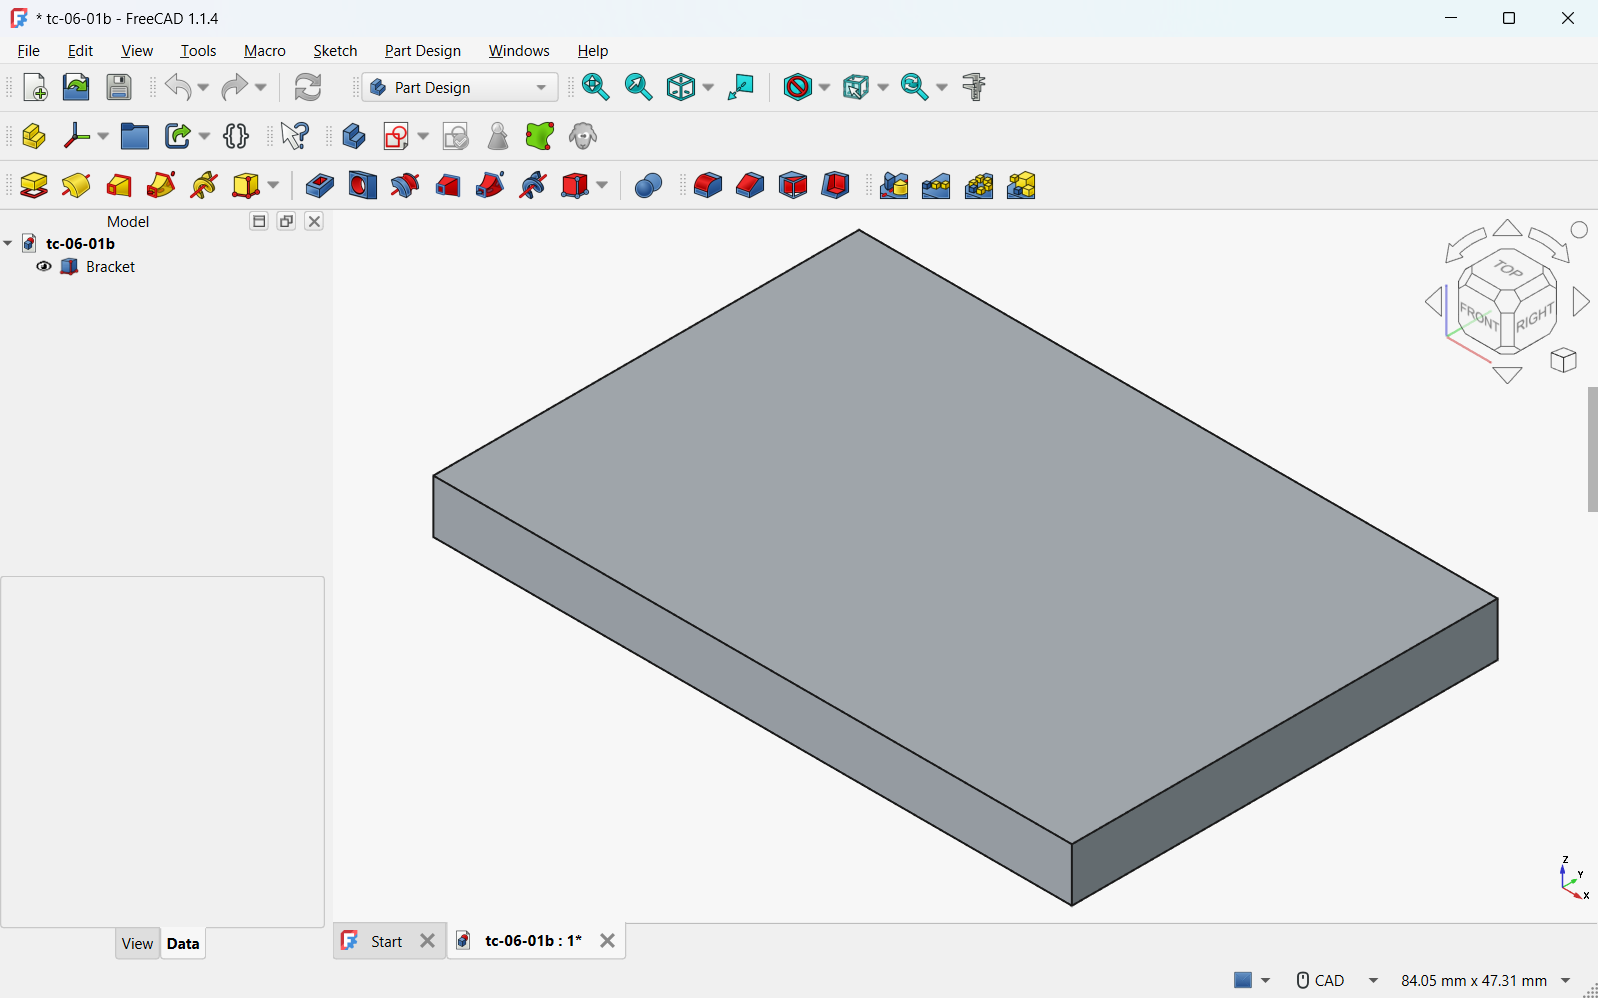 * tc-06-01b - FreeCAD 1.1.4
File Edit View Tools Macro Sketch Part Design Windows Help
Part Design
Model
tc-06-01b
Bracket
TOP
FRONT RIGHT
Z
Y
X
View Data
Start tc-06-01b : 1*
CAD 84.05 mm x 47.31 mm